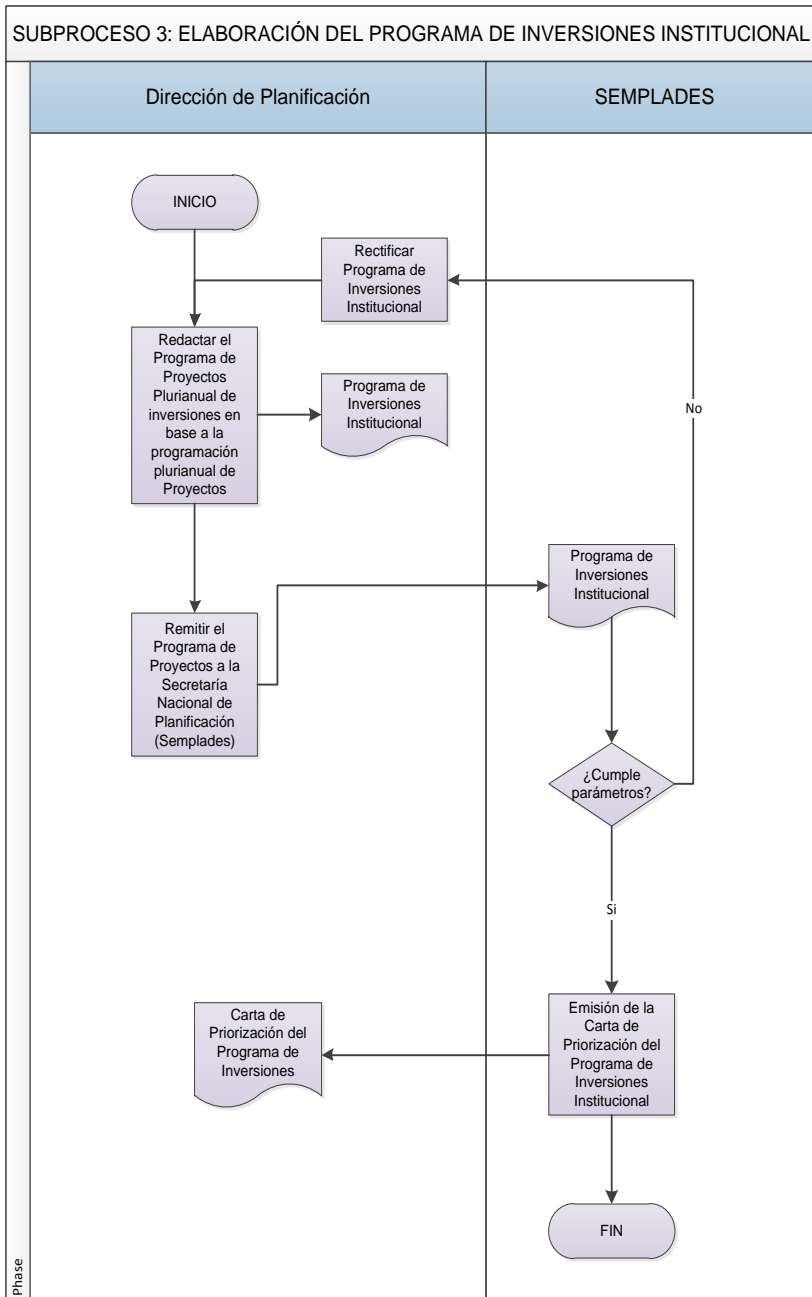 SUBPROCESO 3: ELABORACIÓN DEL PROGRAMA DE INVERSIONES INSTITUCIONAL
Dirección de Planificación
SEMPLADES
INICIO
Rectificar
Programa de
Inversiones
Institucional
Redactar el
Programa de
Proyectos
Plurianual de
inversiones en
base a la
programación
plurianual de
Proyectos
Programa de
Inversiones
Institucional
No
Programa de
Inversiones
Institucional
Remitir el
Programa de
Proyectos a la
Secretaría
Nacional de
Planificación
(Semplades)
¿Cumple
parámetros?
Si
Carta de
Priorización del
Programa de
Inversiones
Emisión de la
Carta de
Priorización del
Programa de
Inversiones
Institucional
FIN
Phase